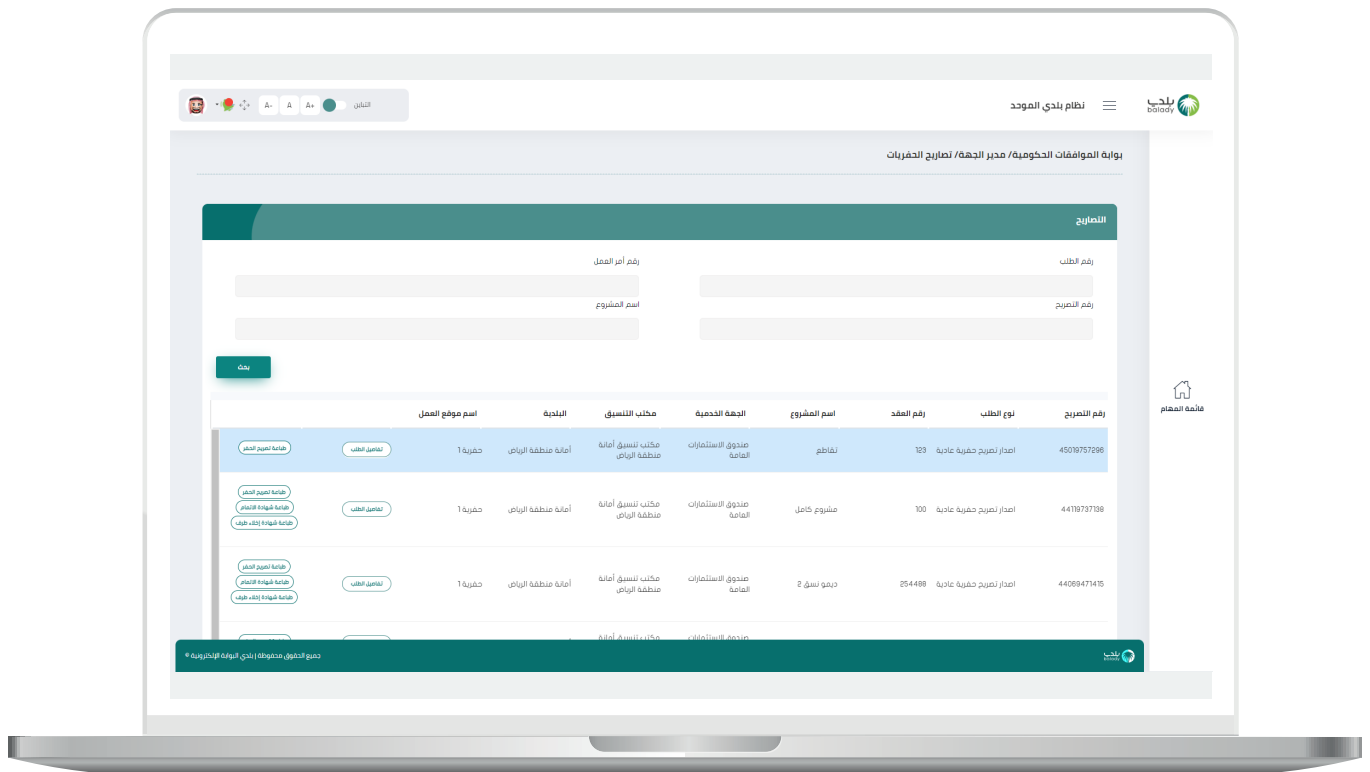 بلدي
balady
نظام بلدي الموحد
التباين
A+
A
A-
بوابة الموافقات الحكومية/ مدير الجهة/ تصاريح الحفريات
التصاريح
رقم الطلب
رقم أمر العمل
رقم التصريح
اسم المشروع
بحث
قائمة المهام
رقم التصريح نوع الطلب رقم العقد اسم المشروع الجهة الخدمية مكتب التنسيق البلدية اسم موقع العمل
45019757296 اصدار تصريح حفرية عادية 123 تقاطع صندوق الاستثمارات العامة مكتب تنسيق أمانة منطقة الرياض أمانة منطقة الرياض حفرية 1 تفاصيل الطلب طباعة تصريح الحفر
44119737138 اصدار تصريح حفرية عادية 100 مشروع كامل صندوق الاستثمارات العامة مكتب تنسيق أمانة منطقة الرياض أمانة منطقة الرياض حفرية 1 تفاصيل الطلب
طباعة تصريح الحفر
طباعة شهادة الاتمام
طباعة شهادة إخلاء طرف
44069471415 اصدار تصريح حفرية عادية 254488 ديمو نسق 2 صندوق الاستثمارات العامة مكتب تنسيق أمانة منطقة الرياض أمانة منطقة الرياض حفرية 1 تفاصيل الطلب
طباعة تصريح الحفر
طباعة شهادة الاتمام
طباعة شهادة إخلاء طرف
صندوق الاستثمارات مكتب تنسيق أمانة
بلدي
balady
جميع الحقوق محفوظة | بلدي البوابة الإلكترونية ©